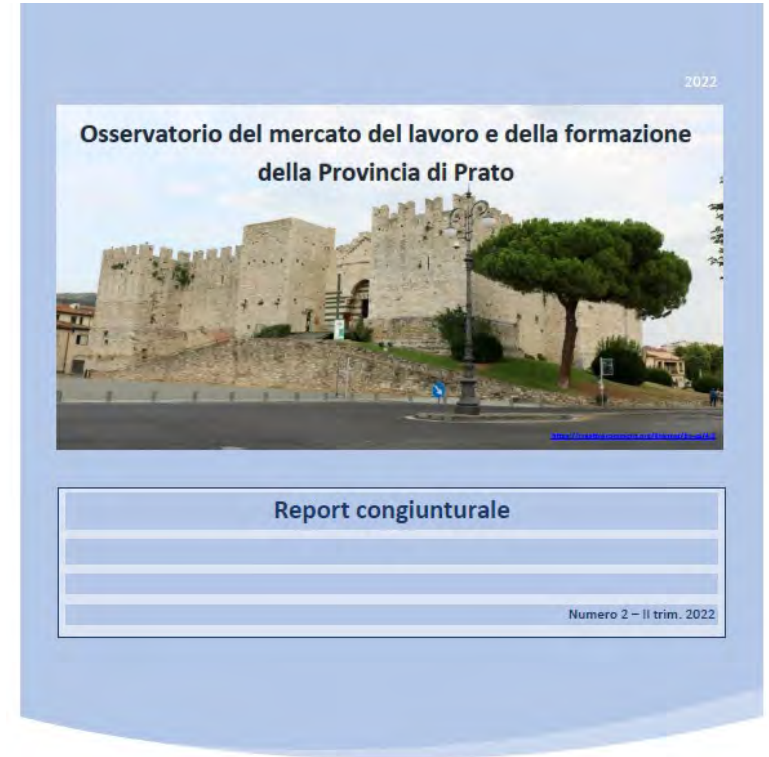 2022
Osservatorio del mercato del lavoro e della formazione
della Provincia di Prato
Report congiunturale
Numero 2 – II trim. 2022